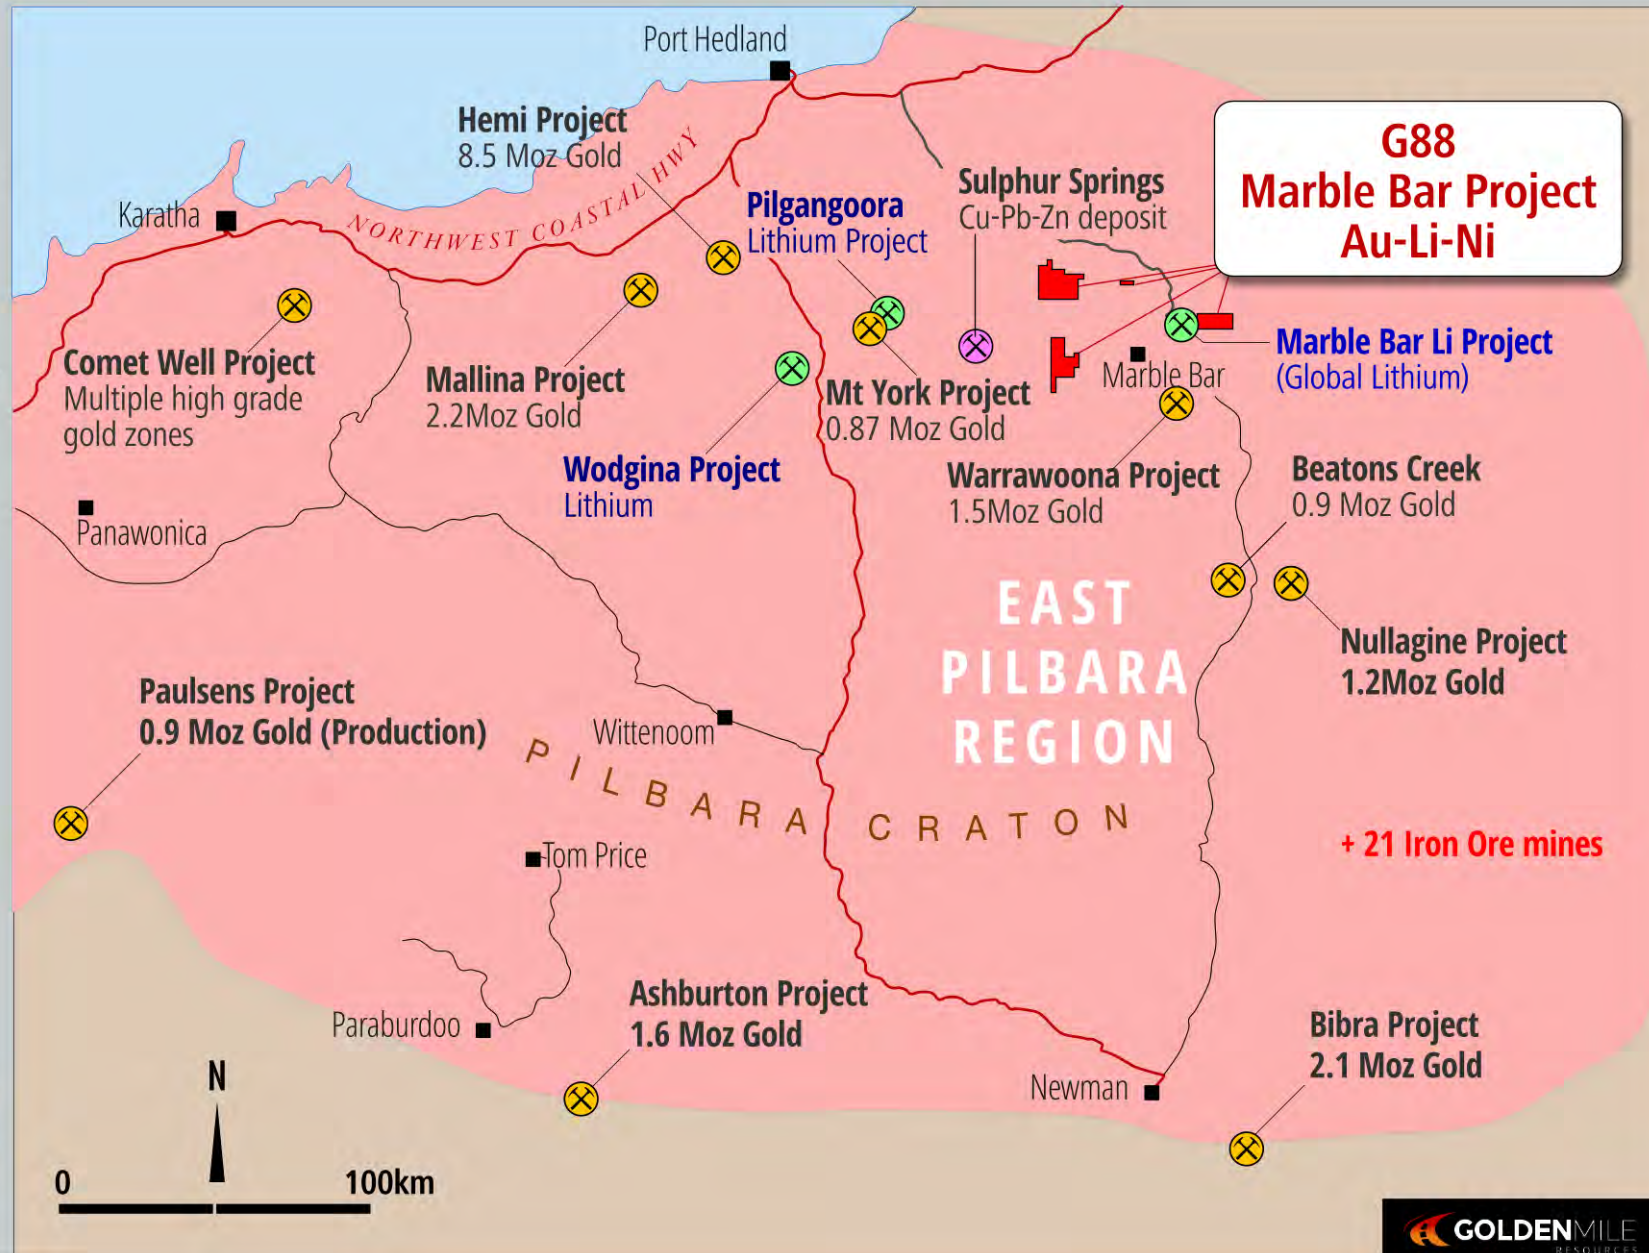 Port Hedland
Hemi Project
8.5 Moz Gold
NORTHWEST COASTAL HWY
Karatha
Pilgangoora
Lithium Project
Sulphur Springs
Cu-Pb-Zn deposit
G88
Marble Bar Project
Au-Li-Ni
Comet Well Project
Multiple high grade
gold zones
Mallina Project
2.2Moz Gold
Mt York Project
0.87 Moz Gold
Marble Bar
Marble Bar Li Project
(Global Lithium)
Wodgina Project
Lithium
Warrawoona Project
1.5Moz Gold
Beatons Creek
0.9 Moz Gold
Panawonica
EAST
PILBARA
REGION
Nullagine Project
1.2Moz Gold
Paulsens Project
0.9 Moz Gold (Production)
Wittenoom
PILBARA CRATON
+ 21 Iron Ore mines
Tom Price
Paraburdoo
Ashburton Project
1.6 Moz Gold
Newman
Bibra Project
2.1 Moz Gold
N
0 100km
GOLDENMILE
RESOURCES